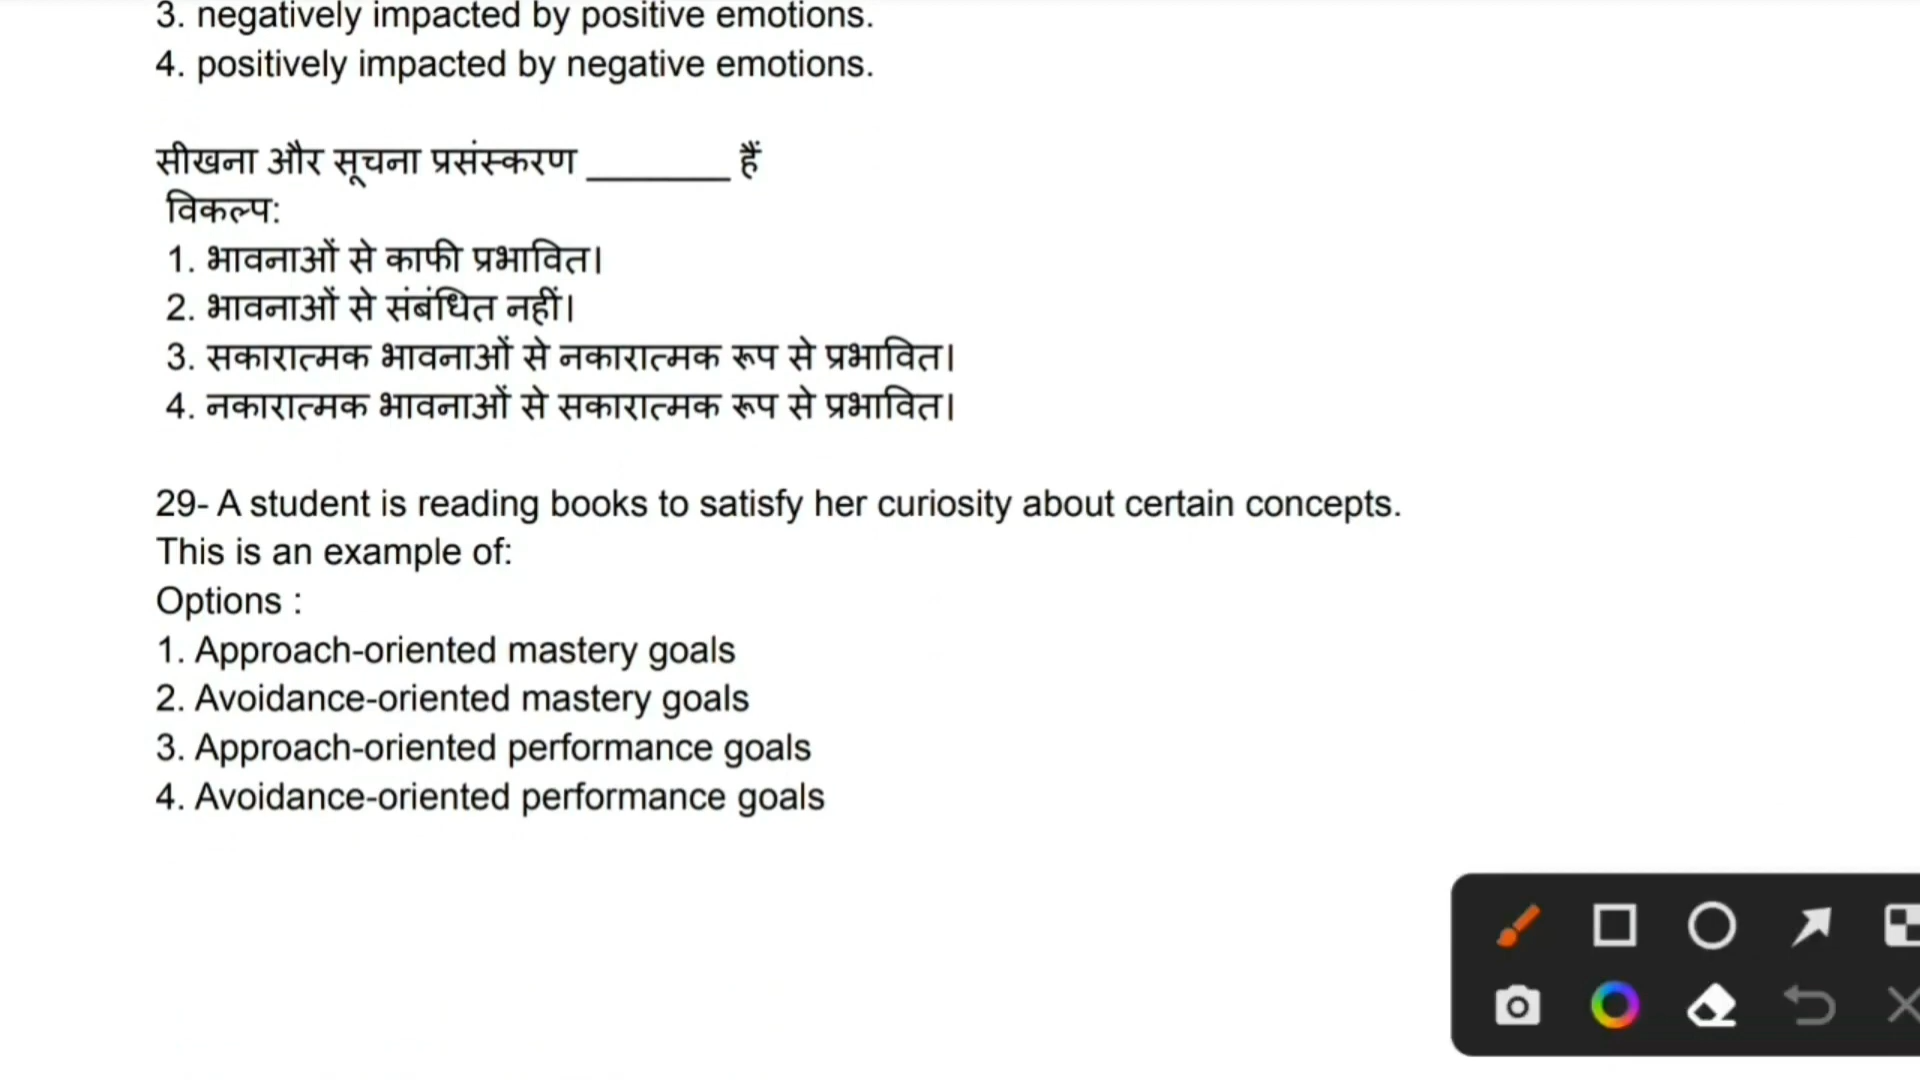 3. negatively impacted by positive emotions.
4. positively impacted by negative emotions.
सीखना और सूचना प्रसंस्करण ________ हैं
विकल्प:
1. भावनाओं से काफी प्रभावित।
2. भावनाओं से संबंधित नहीं।
3. सकारात्मक भावनाओं से नकारात्मक रूप से प्रभावित।
4. नकारात्मक भावनाओं से सकारात्मक रूप से प्रभावित।
29- A student is reading books to satisfy her curiosity about certain concepts.
This is an example of:
Options :
1. Approach-oriented mastery goals
2. Avoidance-oriented mastery goals
3. Approach-oriented performance goals
4. Avoidance-oriented performance goals